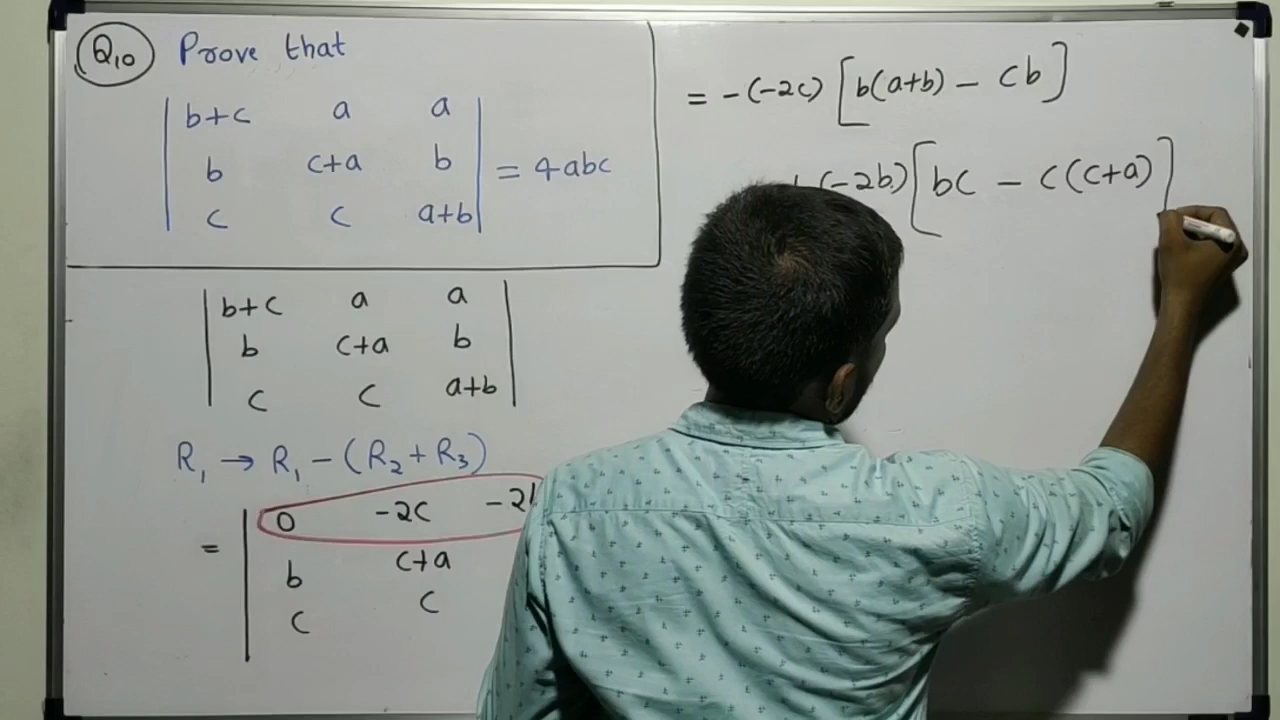 Q10 Prove that
| b+c a a |
| b c+a b | = 4abc
| c c a+b |
| b+c a a |
| b c+a b |
| c c a+b |
R₁ → R₁ - (R₂ + R₃)
= | 0 -2c
b c+a
c c
= -(-2c) [b(a+b) - cb]
(-2b) [bc - c(c+a)]